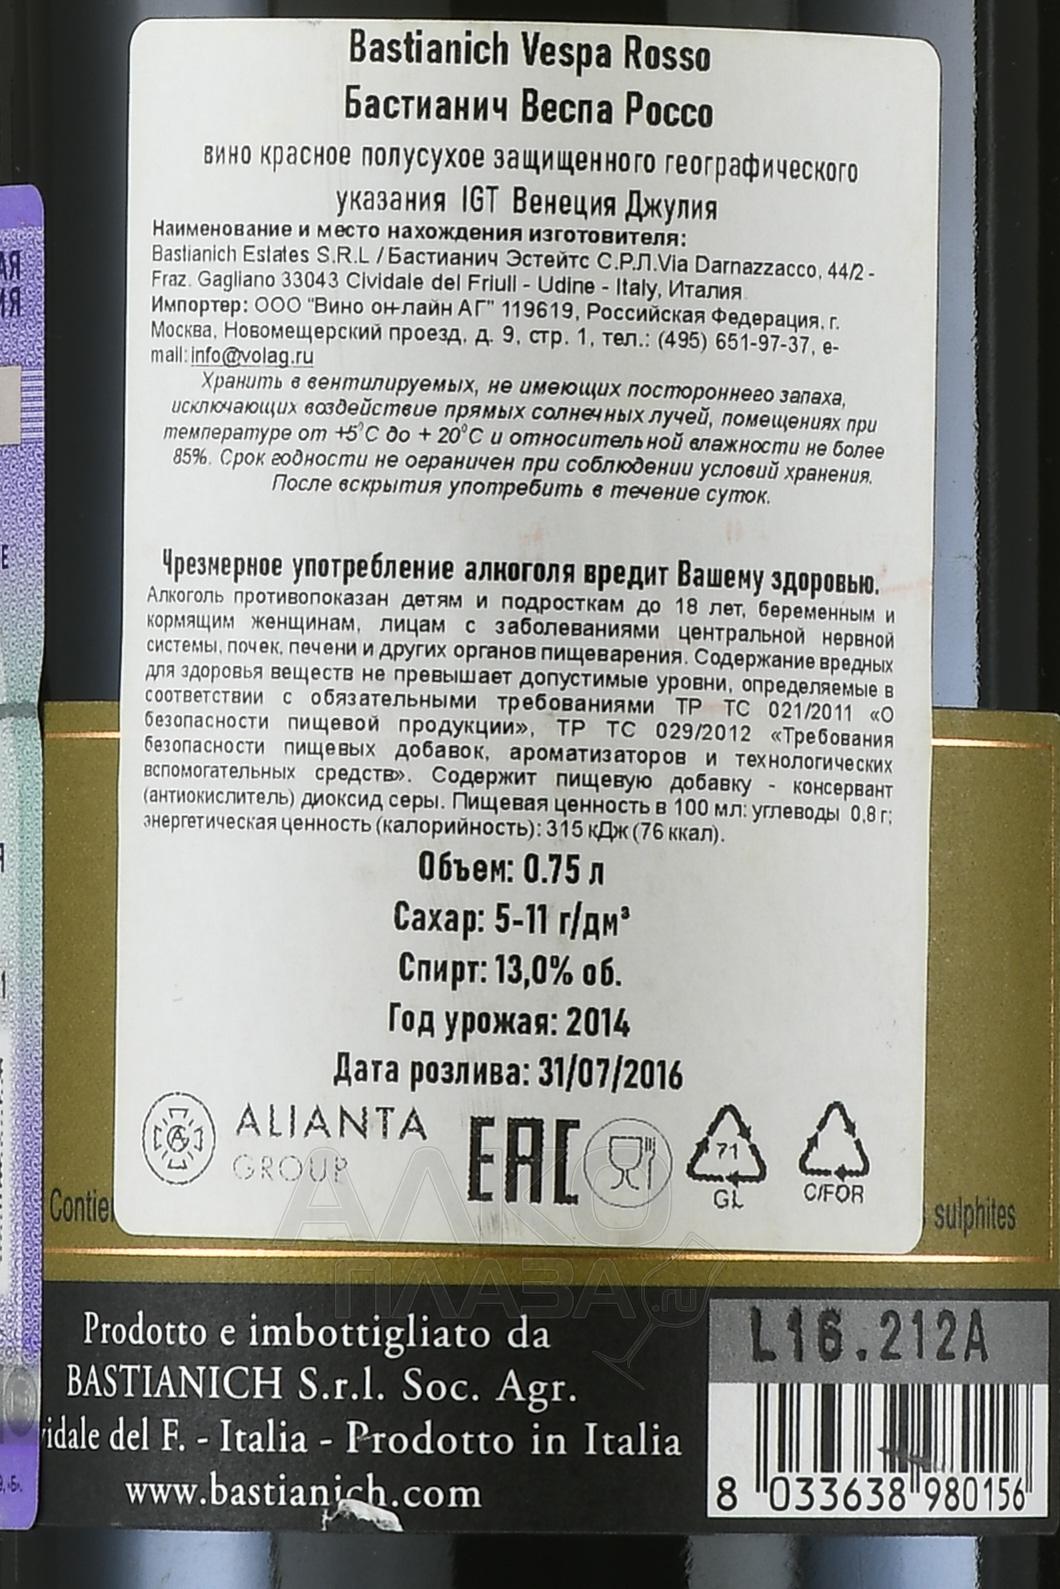 Bastianich Vespa Rosso
Бастианич Веспа Россо
вино красное полусухое защищенного географического
указания IGT Венеция Джулия
Наименование и место нахождения изготовителя:
Bastianich Estates S.R.L / Бастианич Эстейтс С.Р.Л.Via Darnazzacco, 44/2 -
Fraz. Gagliano 33043 Cividale del Friuli - Udine - Italy, Италия
Импортер: ООО "Вино он-лайн АГ" 119619, Российская Федерация, г.
Москва, Новомещерский проезд, д. 9, стр. 1, тел.: (495) 651-97-37, e-
mail: info@volag.ru
Хранить в вентилируемых, не имеющих постороннего запаха,
исключающих воздействие прямых солнечных лучей, помещениях при
температуре от +5°С до + 20°С и относительной влажности не более
85%. Срок годности не ограничен при соблюдении условий хранения.
После вскрытия употребить в течение суток.
Чрезмерное употребление алкоголя вредит Вашему здоровью.
Алкоголь противопоказан детям и подросткам до 18 лет, беременным и
кормящим женщинам, лицам с заболеваниями центральной нервной
системы, почек, печени и других органов пищеварения. Содержание вредных
для здоровья веществ не превышает допустимые уровни, определяемые в
соответствии с обязательными требованиями ТР ТС 021/2011 «О
безопасности пищевой продукции», ТР ТС 029/2012 «Требования
безопасности пищевых добавок, ароматизаторов и технологических
вспомогательных средств». Содержит пищевую добавку - консервант
(антиокислитель) диоксид серы. Пищевая ценность в 100 мл: углеводы 0,8 г;
энергетическая ценность (калорийность): 315 кДж (76 ккал).
Объем: 0.75 л
Сахар: 5-11 г/дм³
Спирт: 13,0% об.
Год урожая: 2014
Дата розлива: 31/07/2016
ALIANTA
GROUP
EAC
71
GL
C/FOR
АЛКО
ПЛАЗА.ru
Contie
sulphites
Prodotto e imbottigliato da
BASTIANICH S.r.l. Soc. Agr.
vidale del F. - Italia - Prodotto in Italia
www.bastianich.com
L16.212A
8 033638 980156